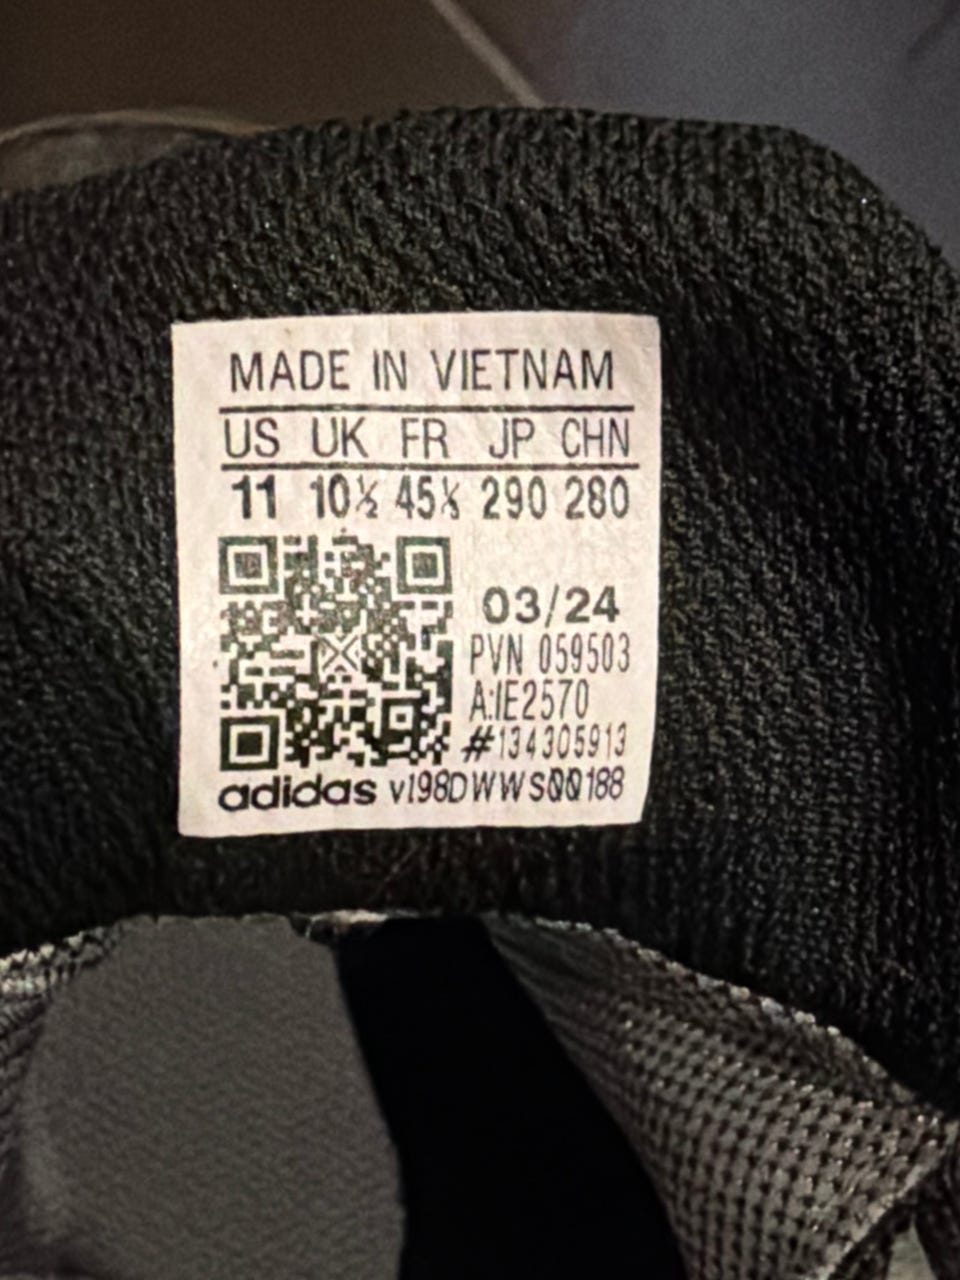 MADE IN VIETNAM
US UK FR JP CHN
11 10½ 45⅓ 290 280
03/24
PVN 059503
A:IE2570
#134305913
adidas v198DWWS00188